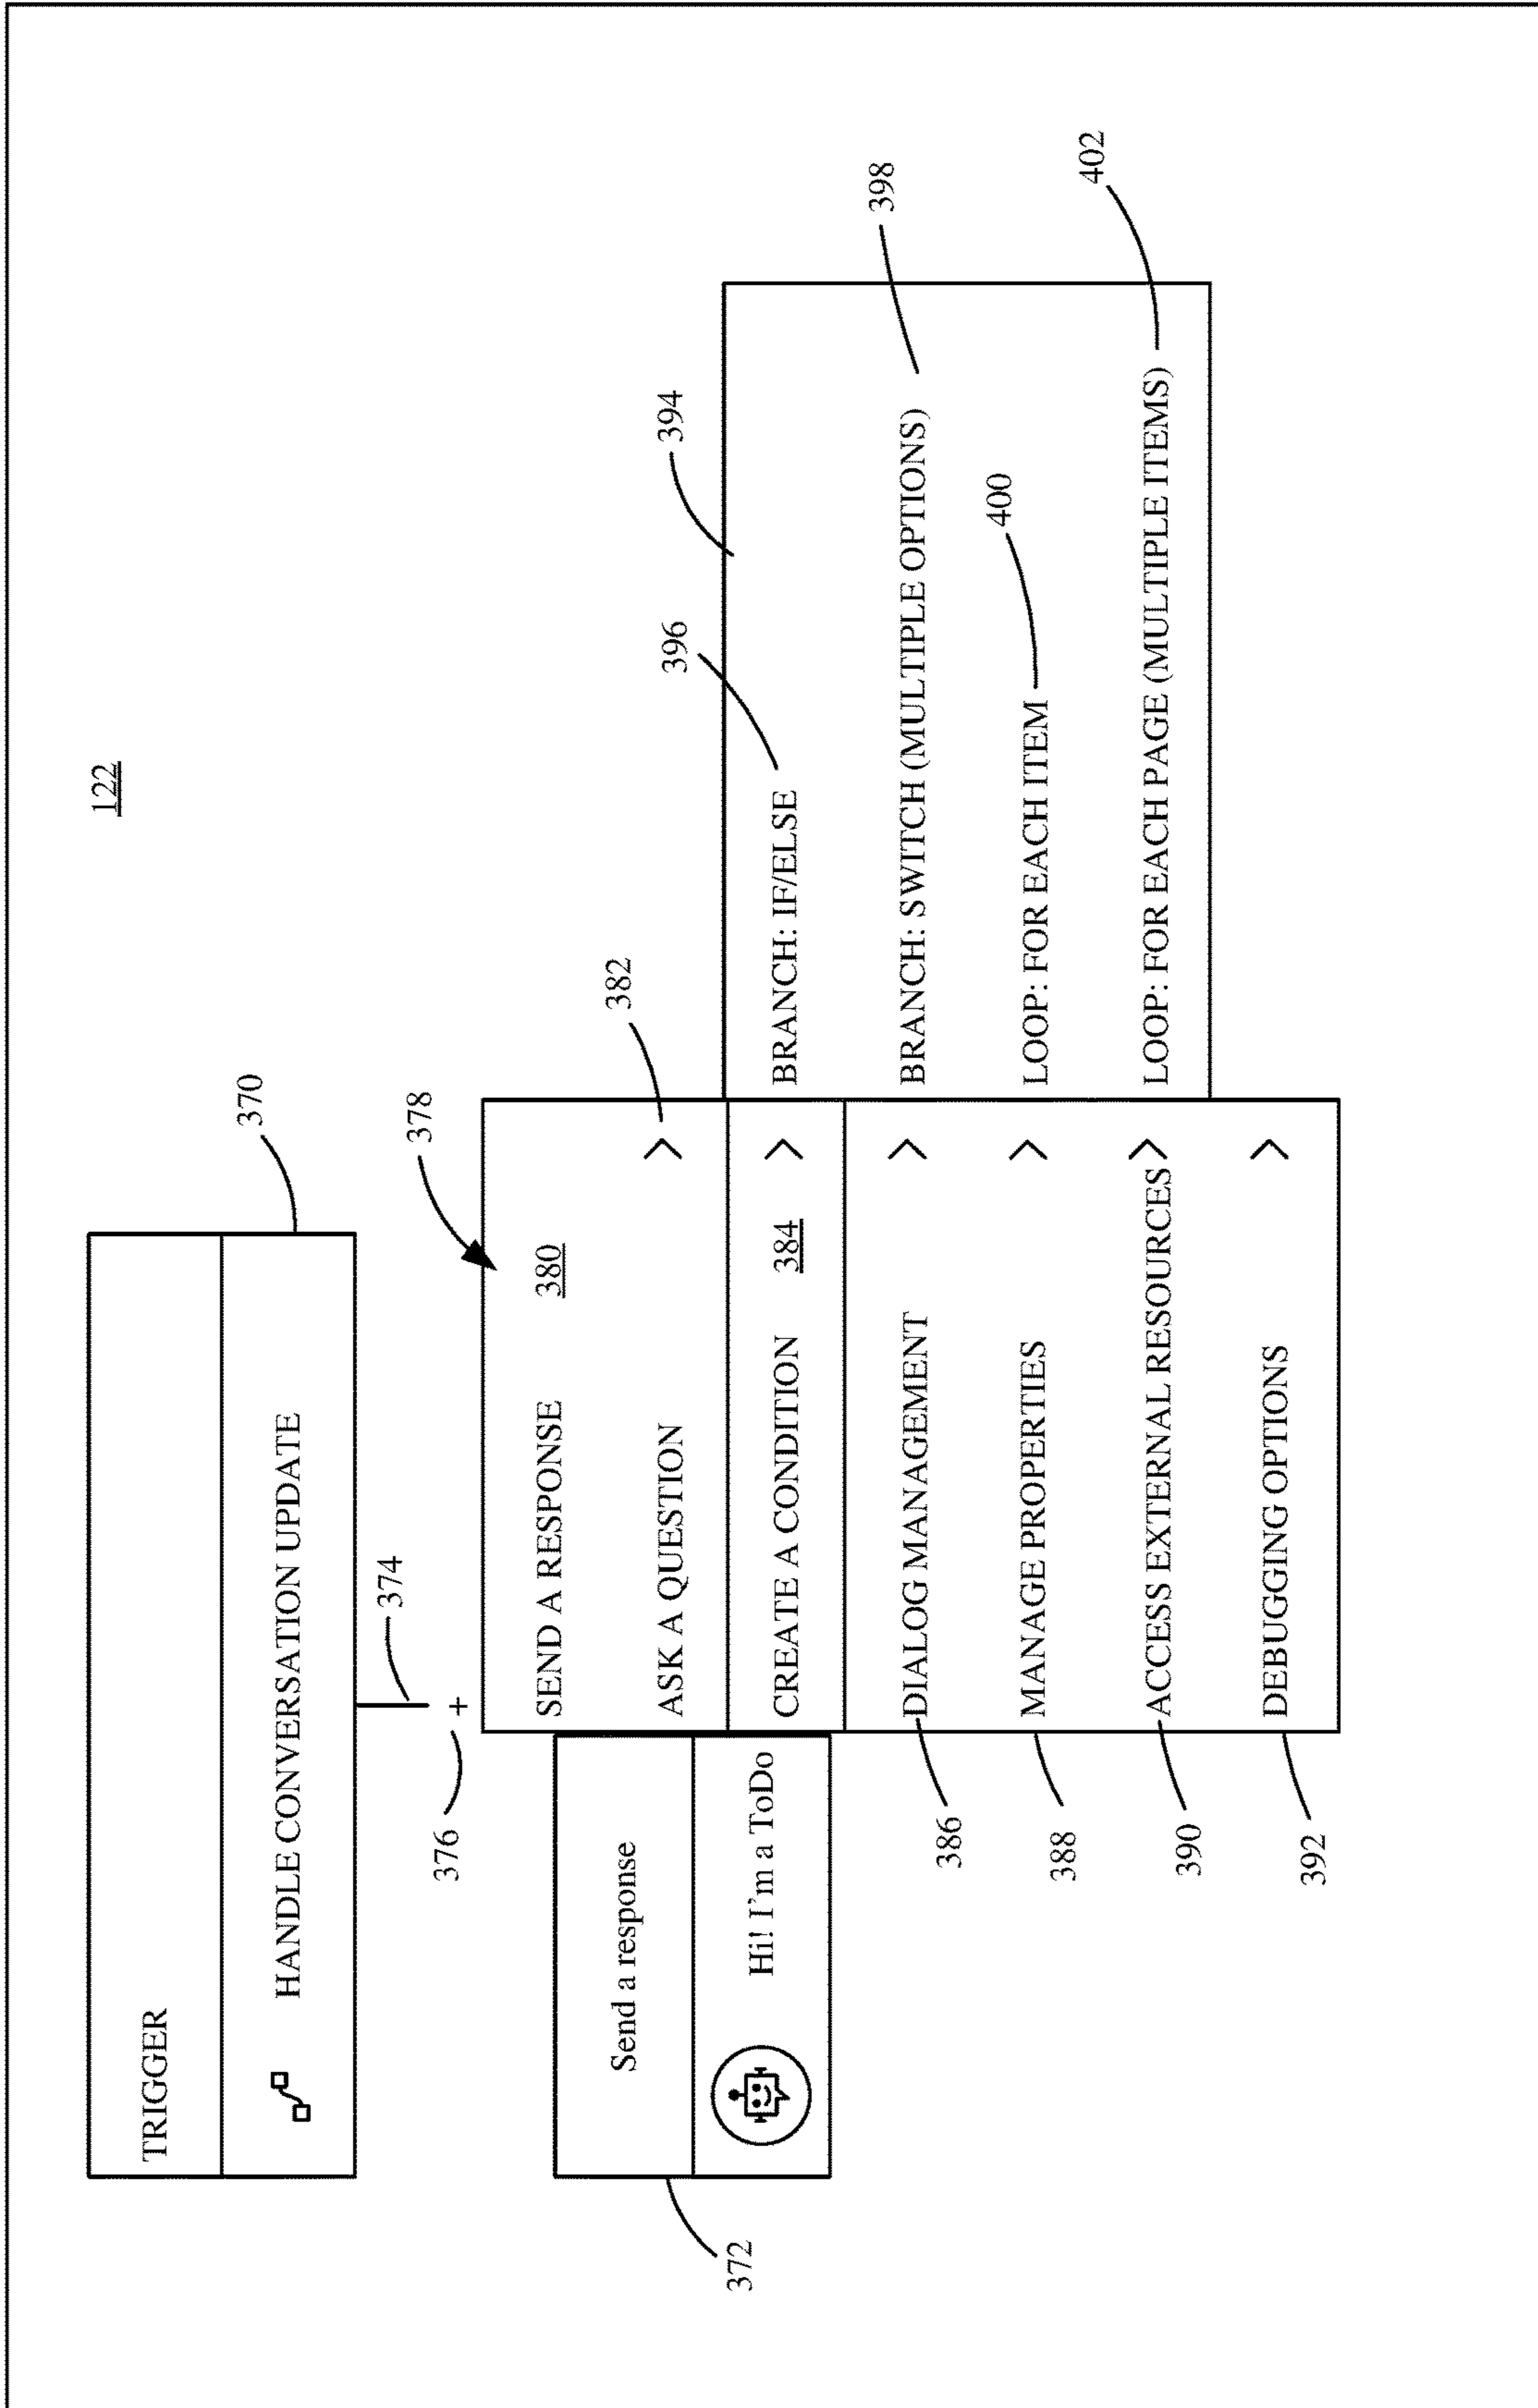 122
TRIGGER
HANDLE CONVERSATION UPDATE
370
374
376
+
378
SEND A RESPONSE 380
ASK A QUESTION > 382
CREATE A CONDITION 384 >
DIALOG MANAGEMENT >
386
MANAGE PROPERTIES >
388
ACCESS EXTERNAL RESOURCES >
390
DEBUGGING OPTIONS >
392
394
396
BRANCH: IF/ELSE
BRANCH: SWITCH (MULTIPLE OPTIONS)
398
LOOP: FOR EACH ITEM
400
LOOP: FOR EACH PAGE (MULTIPLE ITEMS)
402
Send a response
Hi! I'm a ToDo
372